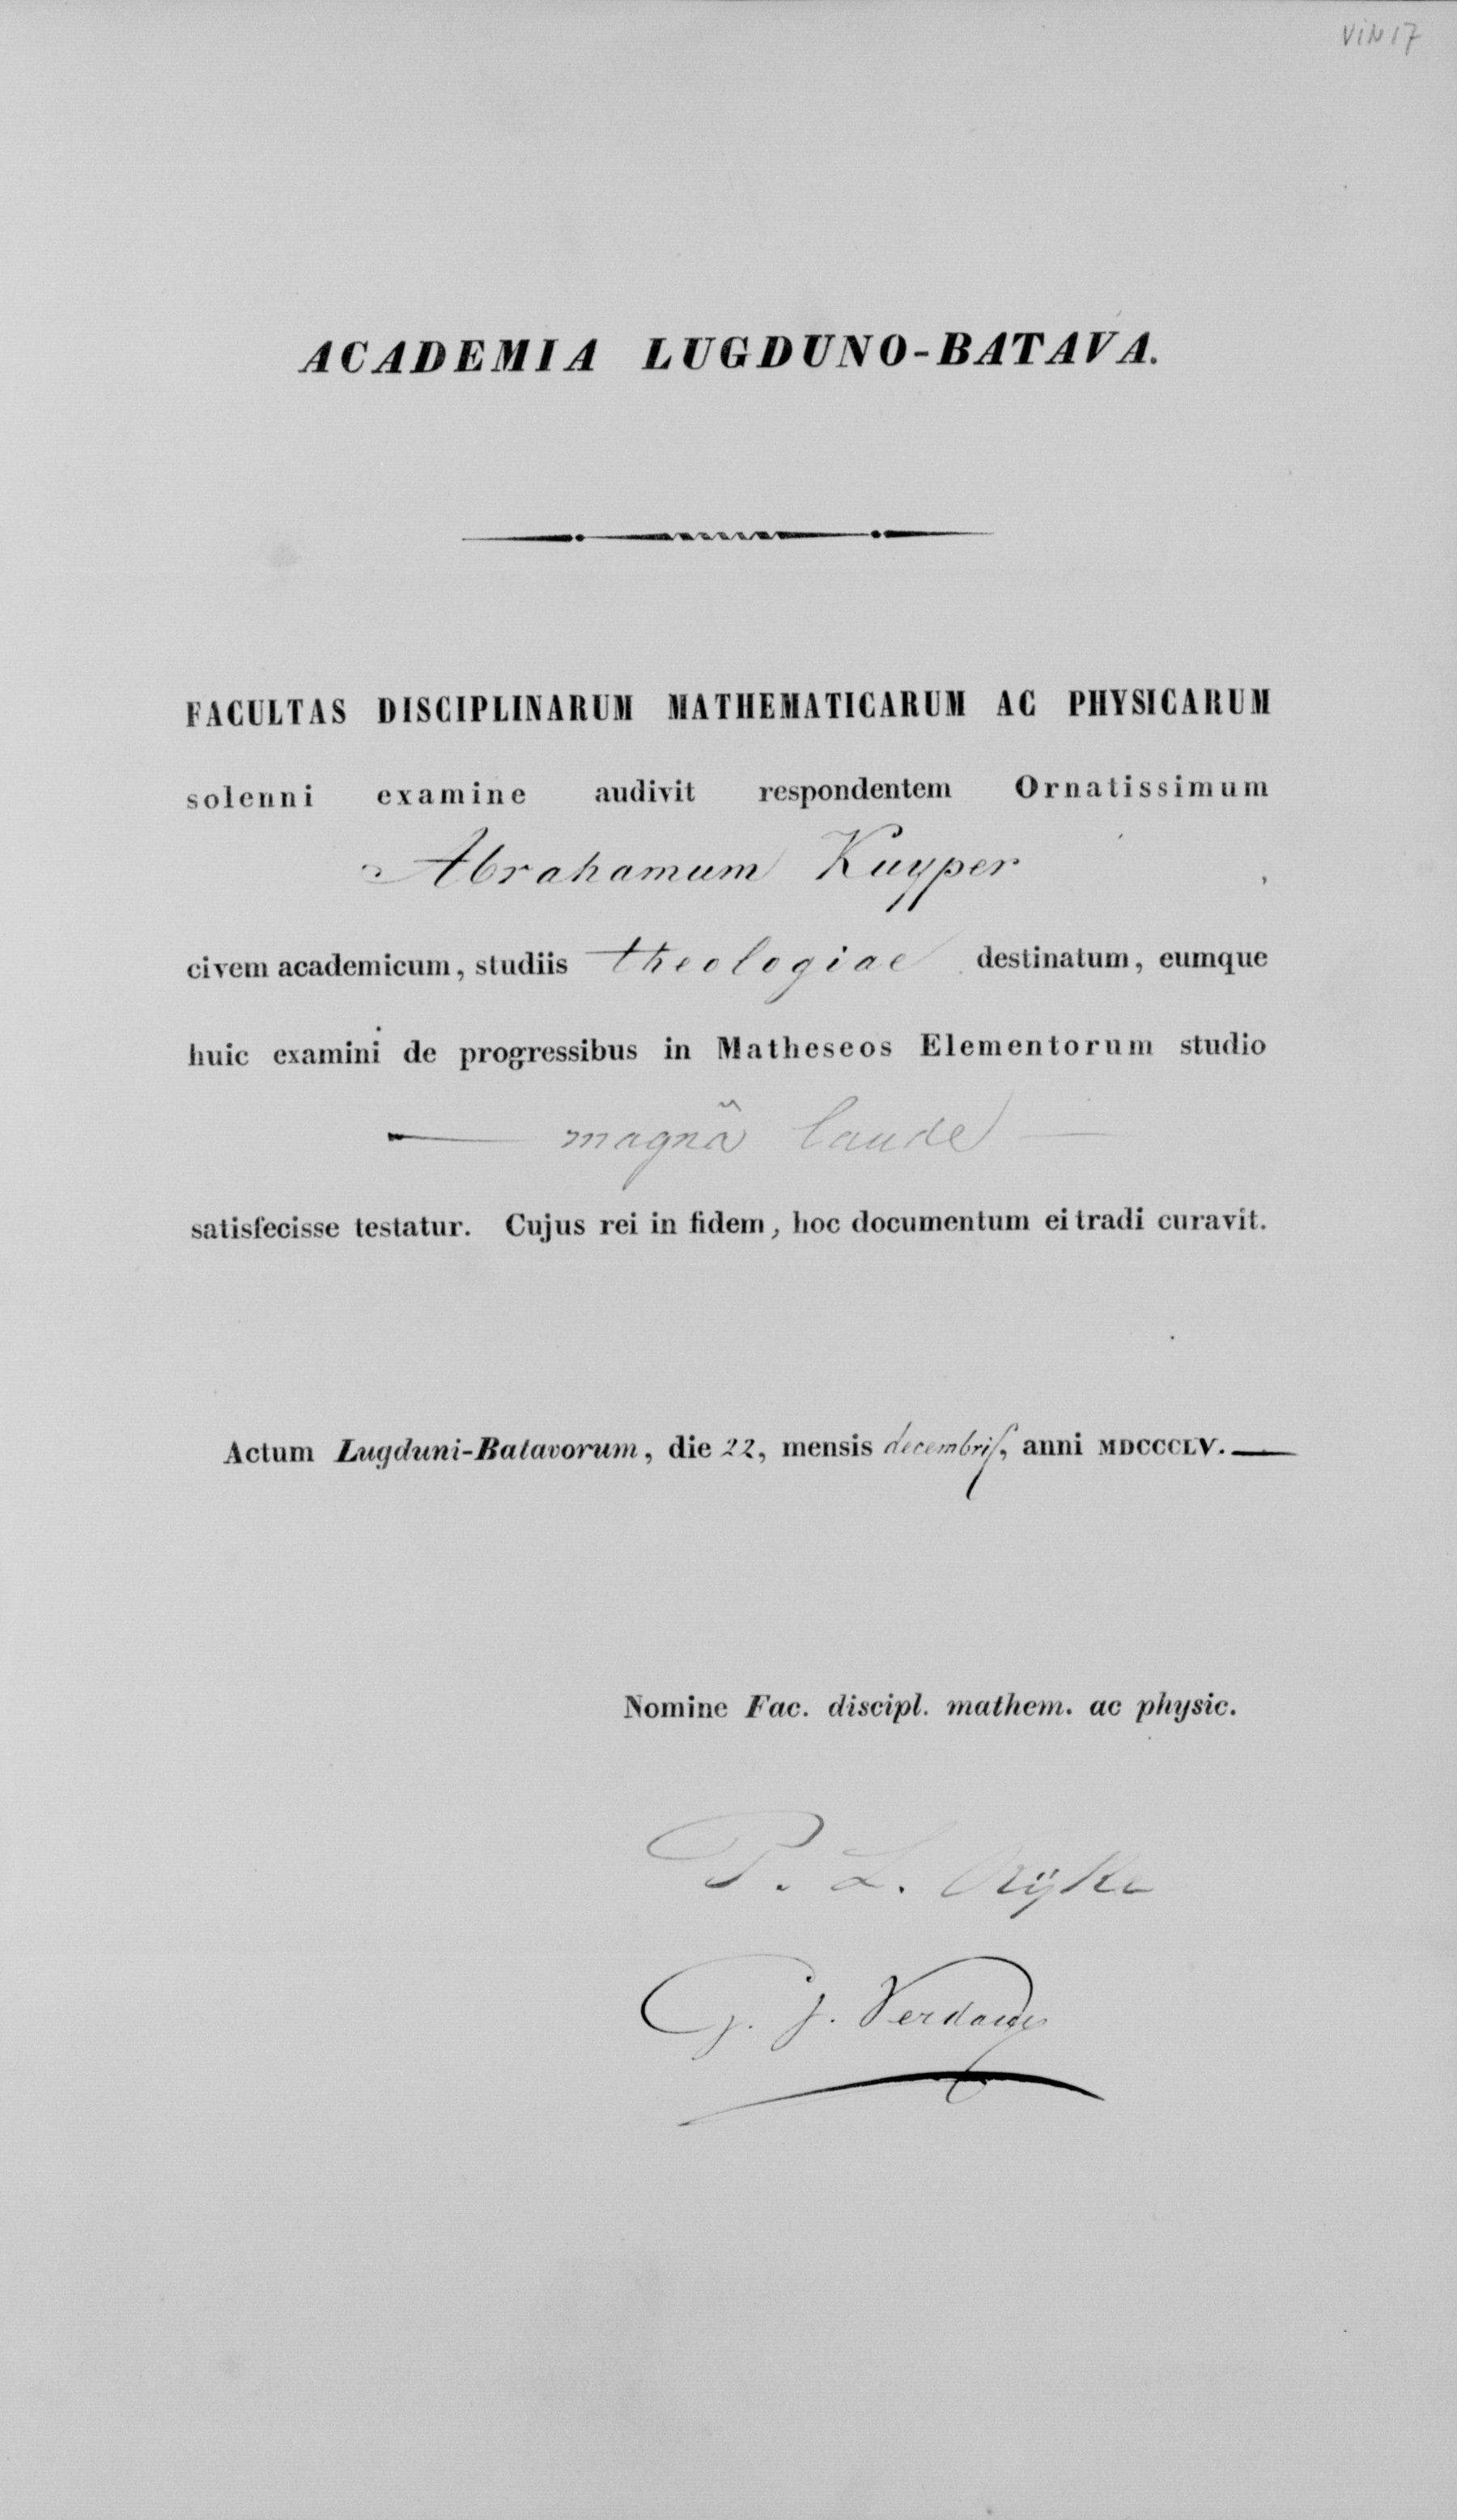 VIN 17
ACADEMIA LUGDUNO-BATAVA.
FACULTAS DISCIPLINARUM MATHEMATICARUM AC PHYSICARUM
solenni examine audivit respondentem Ornatissimum
Abrahamum Kuyper ,
civem academicum, studiis theologiae destinatum, eumque
huic examini de progressibus in Matheseos Elementorum studio
— magnâ laude —
satisfecisse testatur. Cujus rei in fidem, hoc documentum ei tradi curavit.
Actum Lugduni-Batavorum, die 22, mensis decembris, anni MDCCCLV. —
Nomine Fac. discipl. mathem. ac physic.
P. L. Rijke
G. J. Verdam